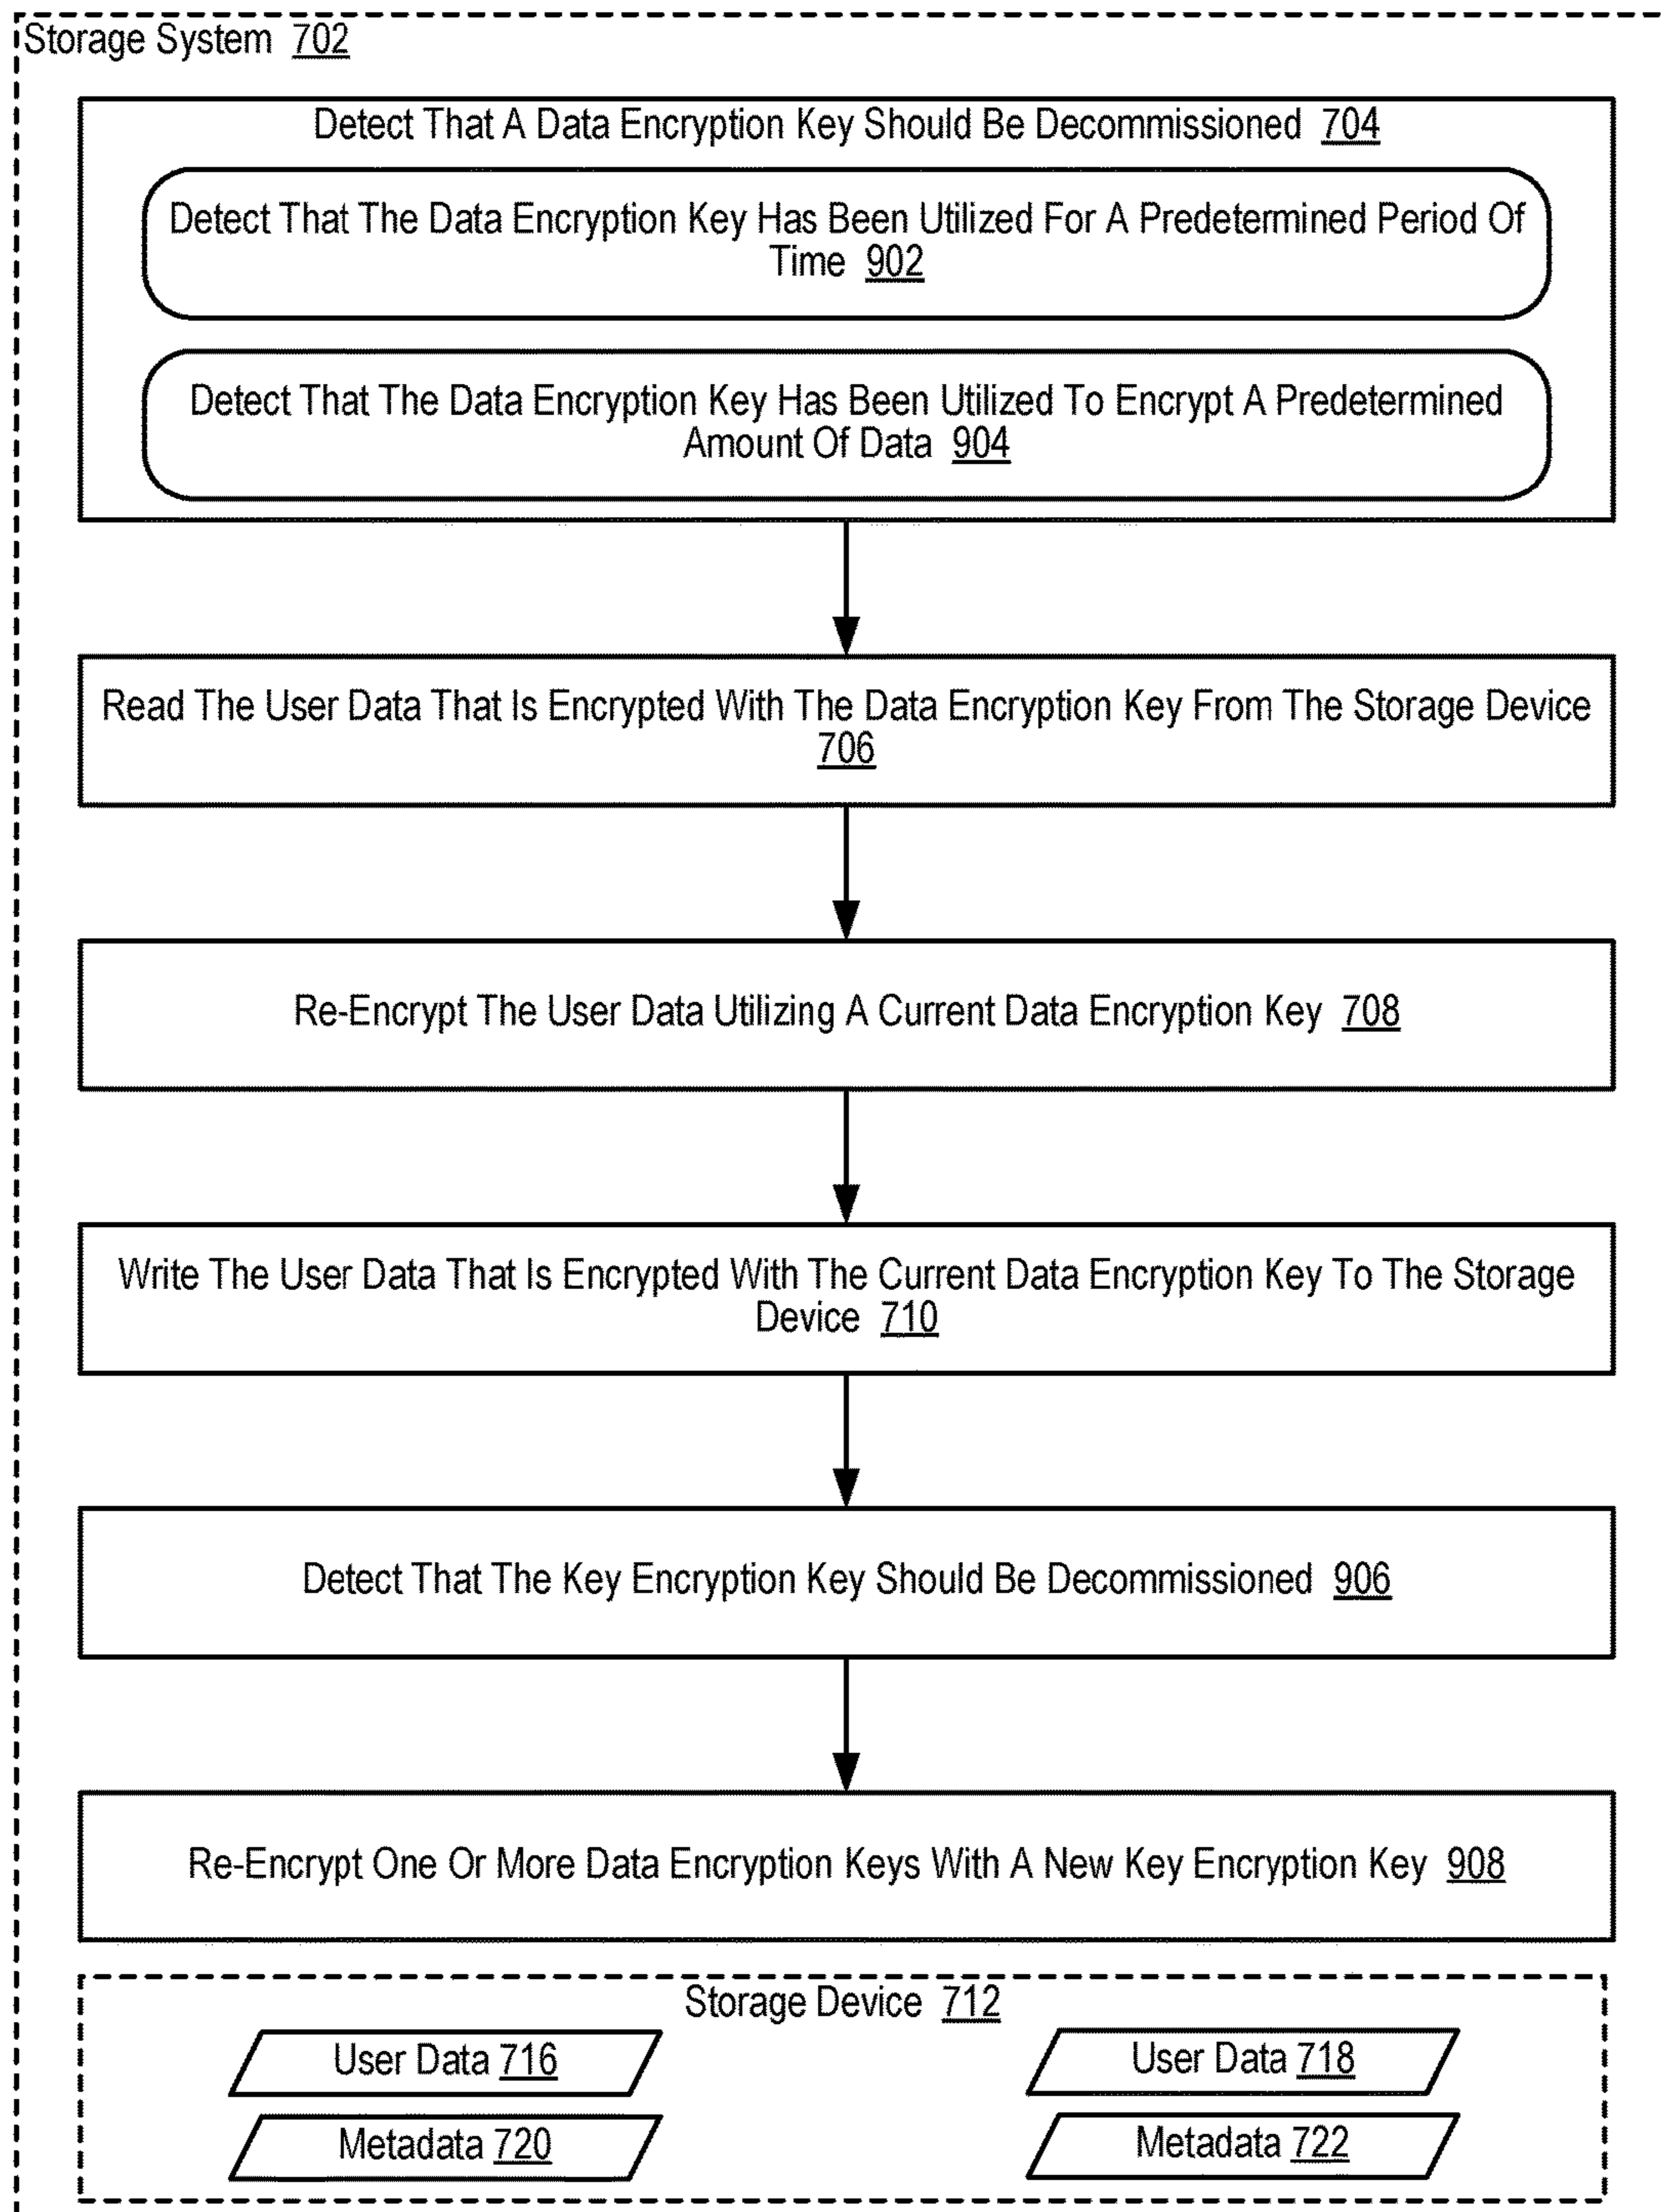 Storage System 702
Detect That A Data Encryption Key Should Be Decommissioned 704
Detect That The Data Encryption Key Has Been Utilized For A Predetermined Period Of
Time 902
Detect That The Data Encryption Key Has Been Utilized To Encrypt A Predetermined
Amount Of Data 904
Read The User Data That Is Encrypted With The Data Encryption Key From The Storage Device
706
Re-Encrypt The User Data Utilizing A Current Data Encryption Key 708
Write The User Data That Is Encrypted With The Current Data Encryption Key To The Storage
Device 710
Detect That The Key Encryption Key Should Be Decommissioned 906
Re-Encrypt One Or More Data Encryption Keys With A New Key Encryption Key 908
Storage Device 712
User Data 716
User Data 718
Metadata 720
Metadata 722